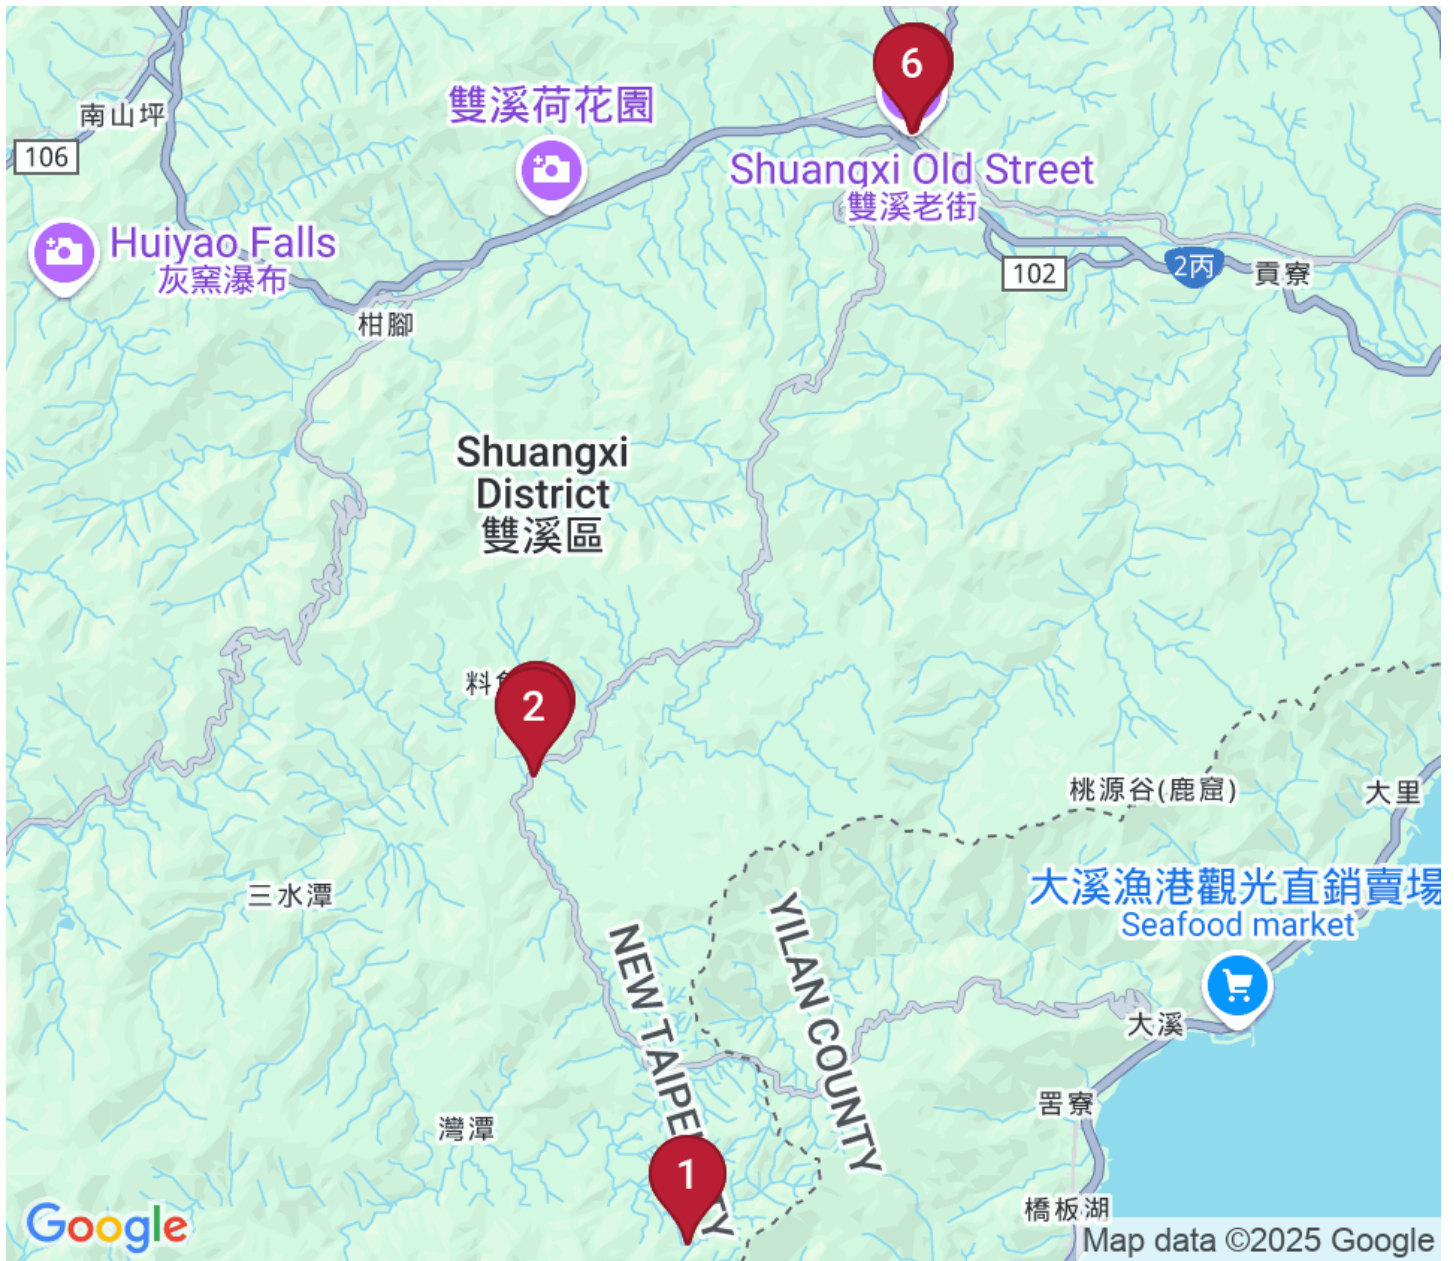 6
南山坪
雙溪荷花園
106
Shuangxi Old Street
雙溪老街
Huiyao Falls
灰窯瀑布
102
2丙
貢寮
柑腳
Shuangxi
District
雙溪區
料
2
桃源谷(鹿窟)
大里
三水潭
大溪漁港觀光直銷賣場
Seafood market
NEW TAIPEI
YILAN COUNTY
大溪
罟寮
灣潭
1
橋板湖
Google
Map data ©2025 Google